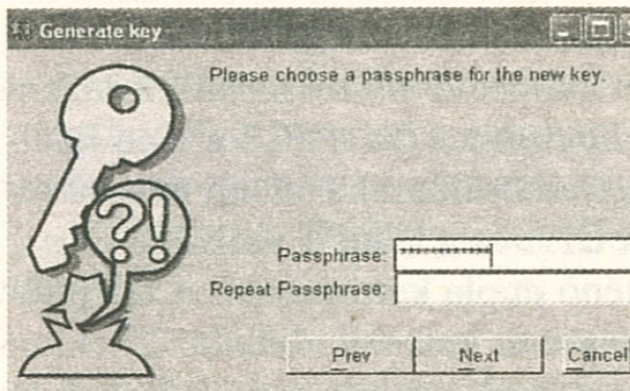 Generate key
Please choose a passphrase for the new key.
?!
Passphrase: ***********
Repeat Passphrase:
Prev Next Cancel